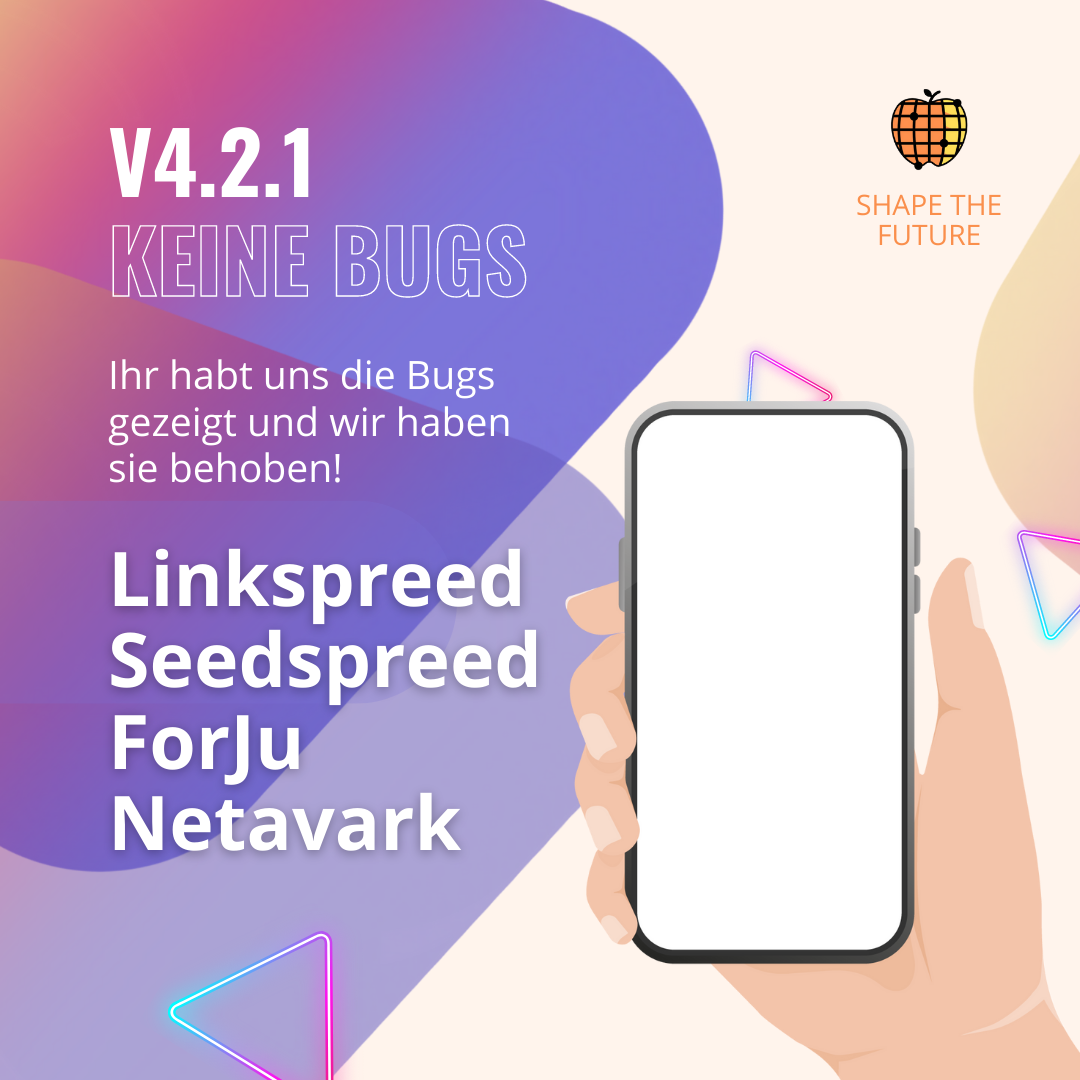 V4.2.1
KEINE BUGS
Ihr habt uns die Bugs
gezeigt und wir haben
sie behoben!
Linkspreed
Seedspreed
ForJu
Netavark
SHAPE THE
FUTURE